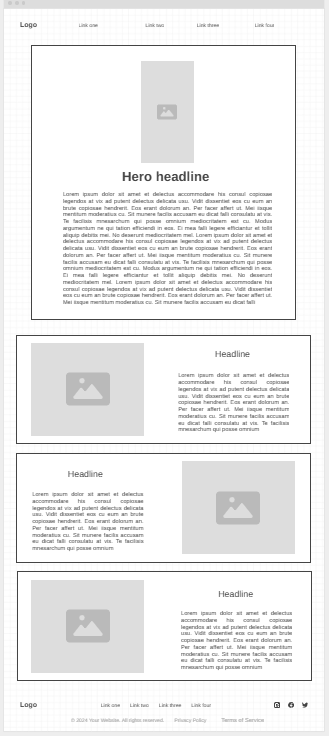 Logo Link one Link two Link three Link four
Hero headline
Lorem ipsum dolor sit amet et delectus accommodare his consul copiosae
legendos at vix ad putent delectus delicata usu. Vidit dissentiet eos cu eum an
brute copiosae hendrerit. Eos erant dolorum an. Per facer affert ut. Mei iisque
mentitum moderatius cu. Sit munere facilis accusam eu dicat falli consulatu at vis.
Te facilisis mnesarchum qui posse omnium mediocritatem est cu. Modus
argumentum ne qui tation efficiendi in eos. Ei mea falli legere efficiantur et tollit
aliquip debitis mei. No deserunt mediocritatem mel. Lorem ipsum dolor sit amet et
delectus accommodare his consul copiosae legendos at vix ad putent delectus
delicata usu. Vidit dissentiet eos cu eum an brute copiosae hendrerit. Eos erant
dolorum an. Per facer affert ut. Mei iisque mentitum moderatius cu. Sit munere
facilis accusam eu dicat falli consulatu at vis. Te facilisis mnesarchum qui posse
omnium mediocritatem est cu. Modus argumentum ne qui tation efficiendi in eos.
Ei mea falli legere efficiantur et tollit aliquip debitis mei. No deserunt
mediocritatem mel. Lorem ipsum dolor sit amet et delectus accommodare his
consul copiosae legendos at vix ad putent delectus delicata usu. Vidit dissentiet
eos cu eum an brute copiosae hendrerit. Eos erant dolorum an. Per facer affert ut.
Mei iisque mentitum moderatius cu. Sit munere facilis accusam eu dicat falli
Headline
Lorem ipsum dolor sit amet et delectus
accommodare his consul copiosae
legendos at vix ad putent delectus delicata
usu. Vidit dissentiet eos cu eum an brute
copiosae hendrerit. Eos erant dolorum an.
Per facer affert ut. Mei iisque mentitum
moderatius cu. Sit munere facilis accusam
eu dicat falli consulatu at vis. Te facilisis
mnesarchum qui posse omnium
Headline
Lorem ipsum dolor sit amet et delectus
accommodare his consul copiosae
legendos at vix ad putent delectus delicata
usu. Vidit dissentiet eos cu eum an brute
copiosae hendrerit. Eos erant dolorum an.
Per facer affert ut. Mei iisque mentitum
moderatius cu. Sit munere facilis accusam
eu dicat falli consulatu at vis. Te facilisis
mnesarchum qui posse omnium
Headline
Lorem ipsum dolor sit amet et delectus
accommodare his consul copiosae
legendos at vix ad putent delectus delicata
usu. Vidit dissentiet eos cu eum an brute
copiosae hendrerit. Eos erant dolorum an.
Per facer affert ut. Mei iisque mentitum
moderatius cu. Sit munere facilis accusam
eu dicat falli consulatu at vis. Te facilisis
mnesarchum qui posse omnium
Logo Link one Link two Link three Link four
© 2024 Your Website. All rights reserved. Privacy Policy Terms of Service